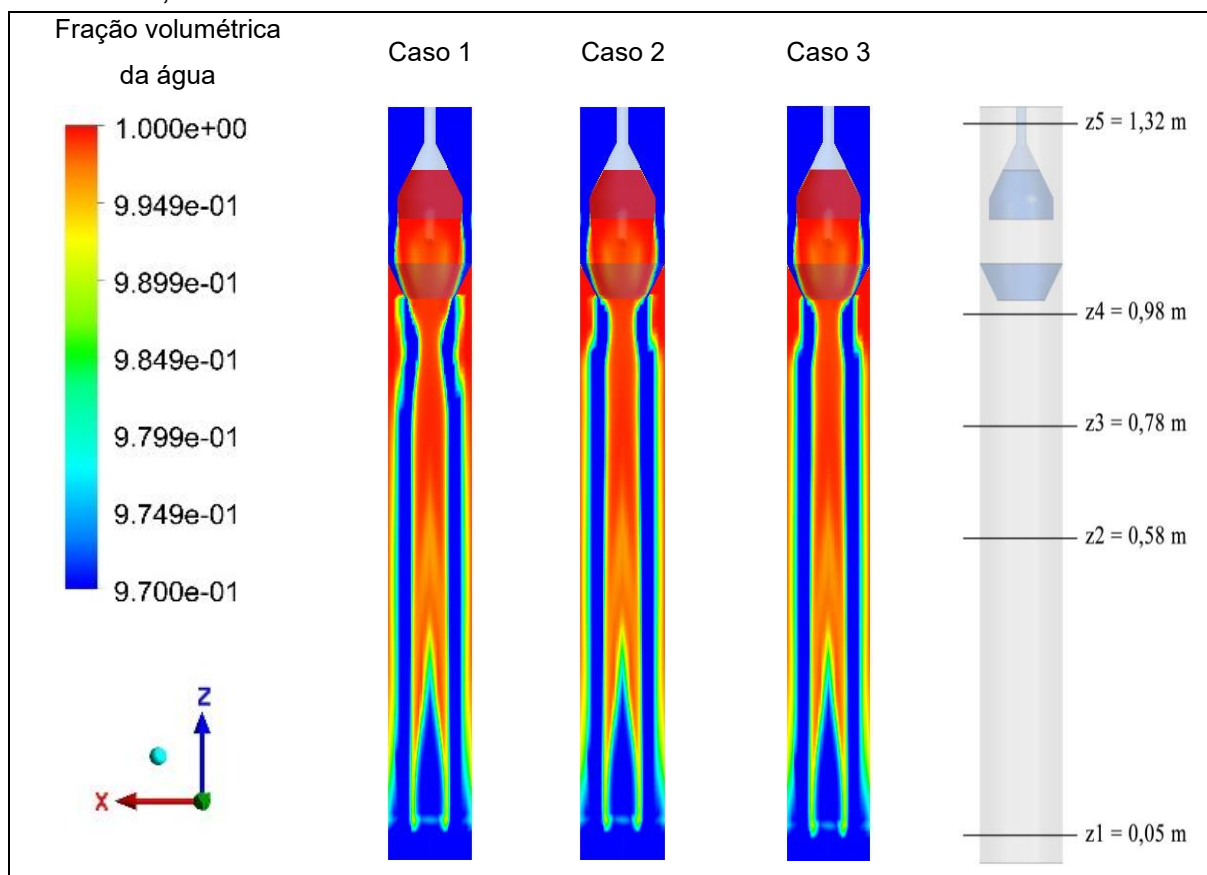 Fração volumétrica
da água
Caso 1
Caso 2
Caso 3
1.000e+00
9.949e-01
9.899e-01
9.849e-01
9.799e-01
9.749e-01
9.700e-01
z5 = 1,32 m
z4 = 0,98 m
z3 = 0,78 m
z2 = 0,58 m
z1 = 0,05 m
Z
X